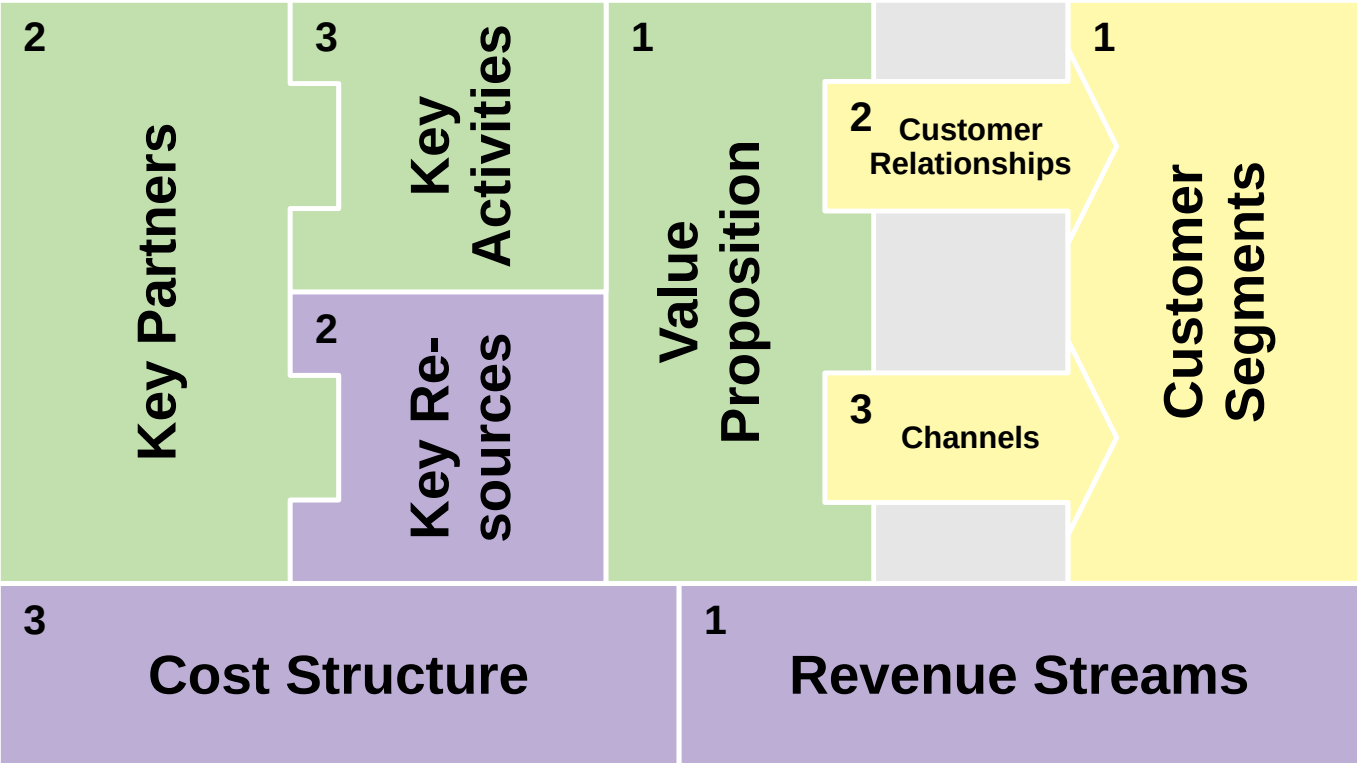 2
Key Partners
3
Key
Activities
2
Key Re-
sources
1
Value
Proposition
2
Customer
Relationships
3
Channels
1
Customer
Segments
3
Cost Structure
1
Revenue Streams